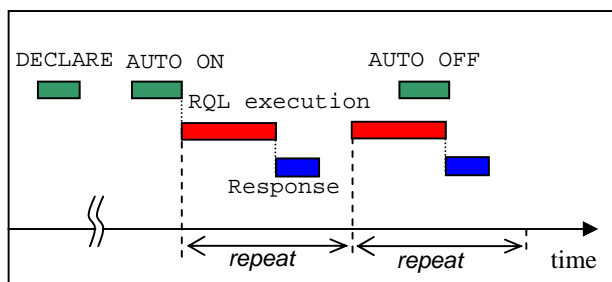 DECLARE AUTO ON AUTO OFF
RQL execution
Response
repeat repeat time